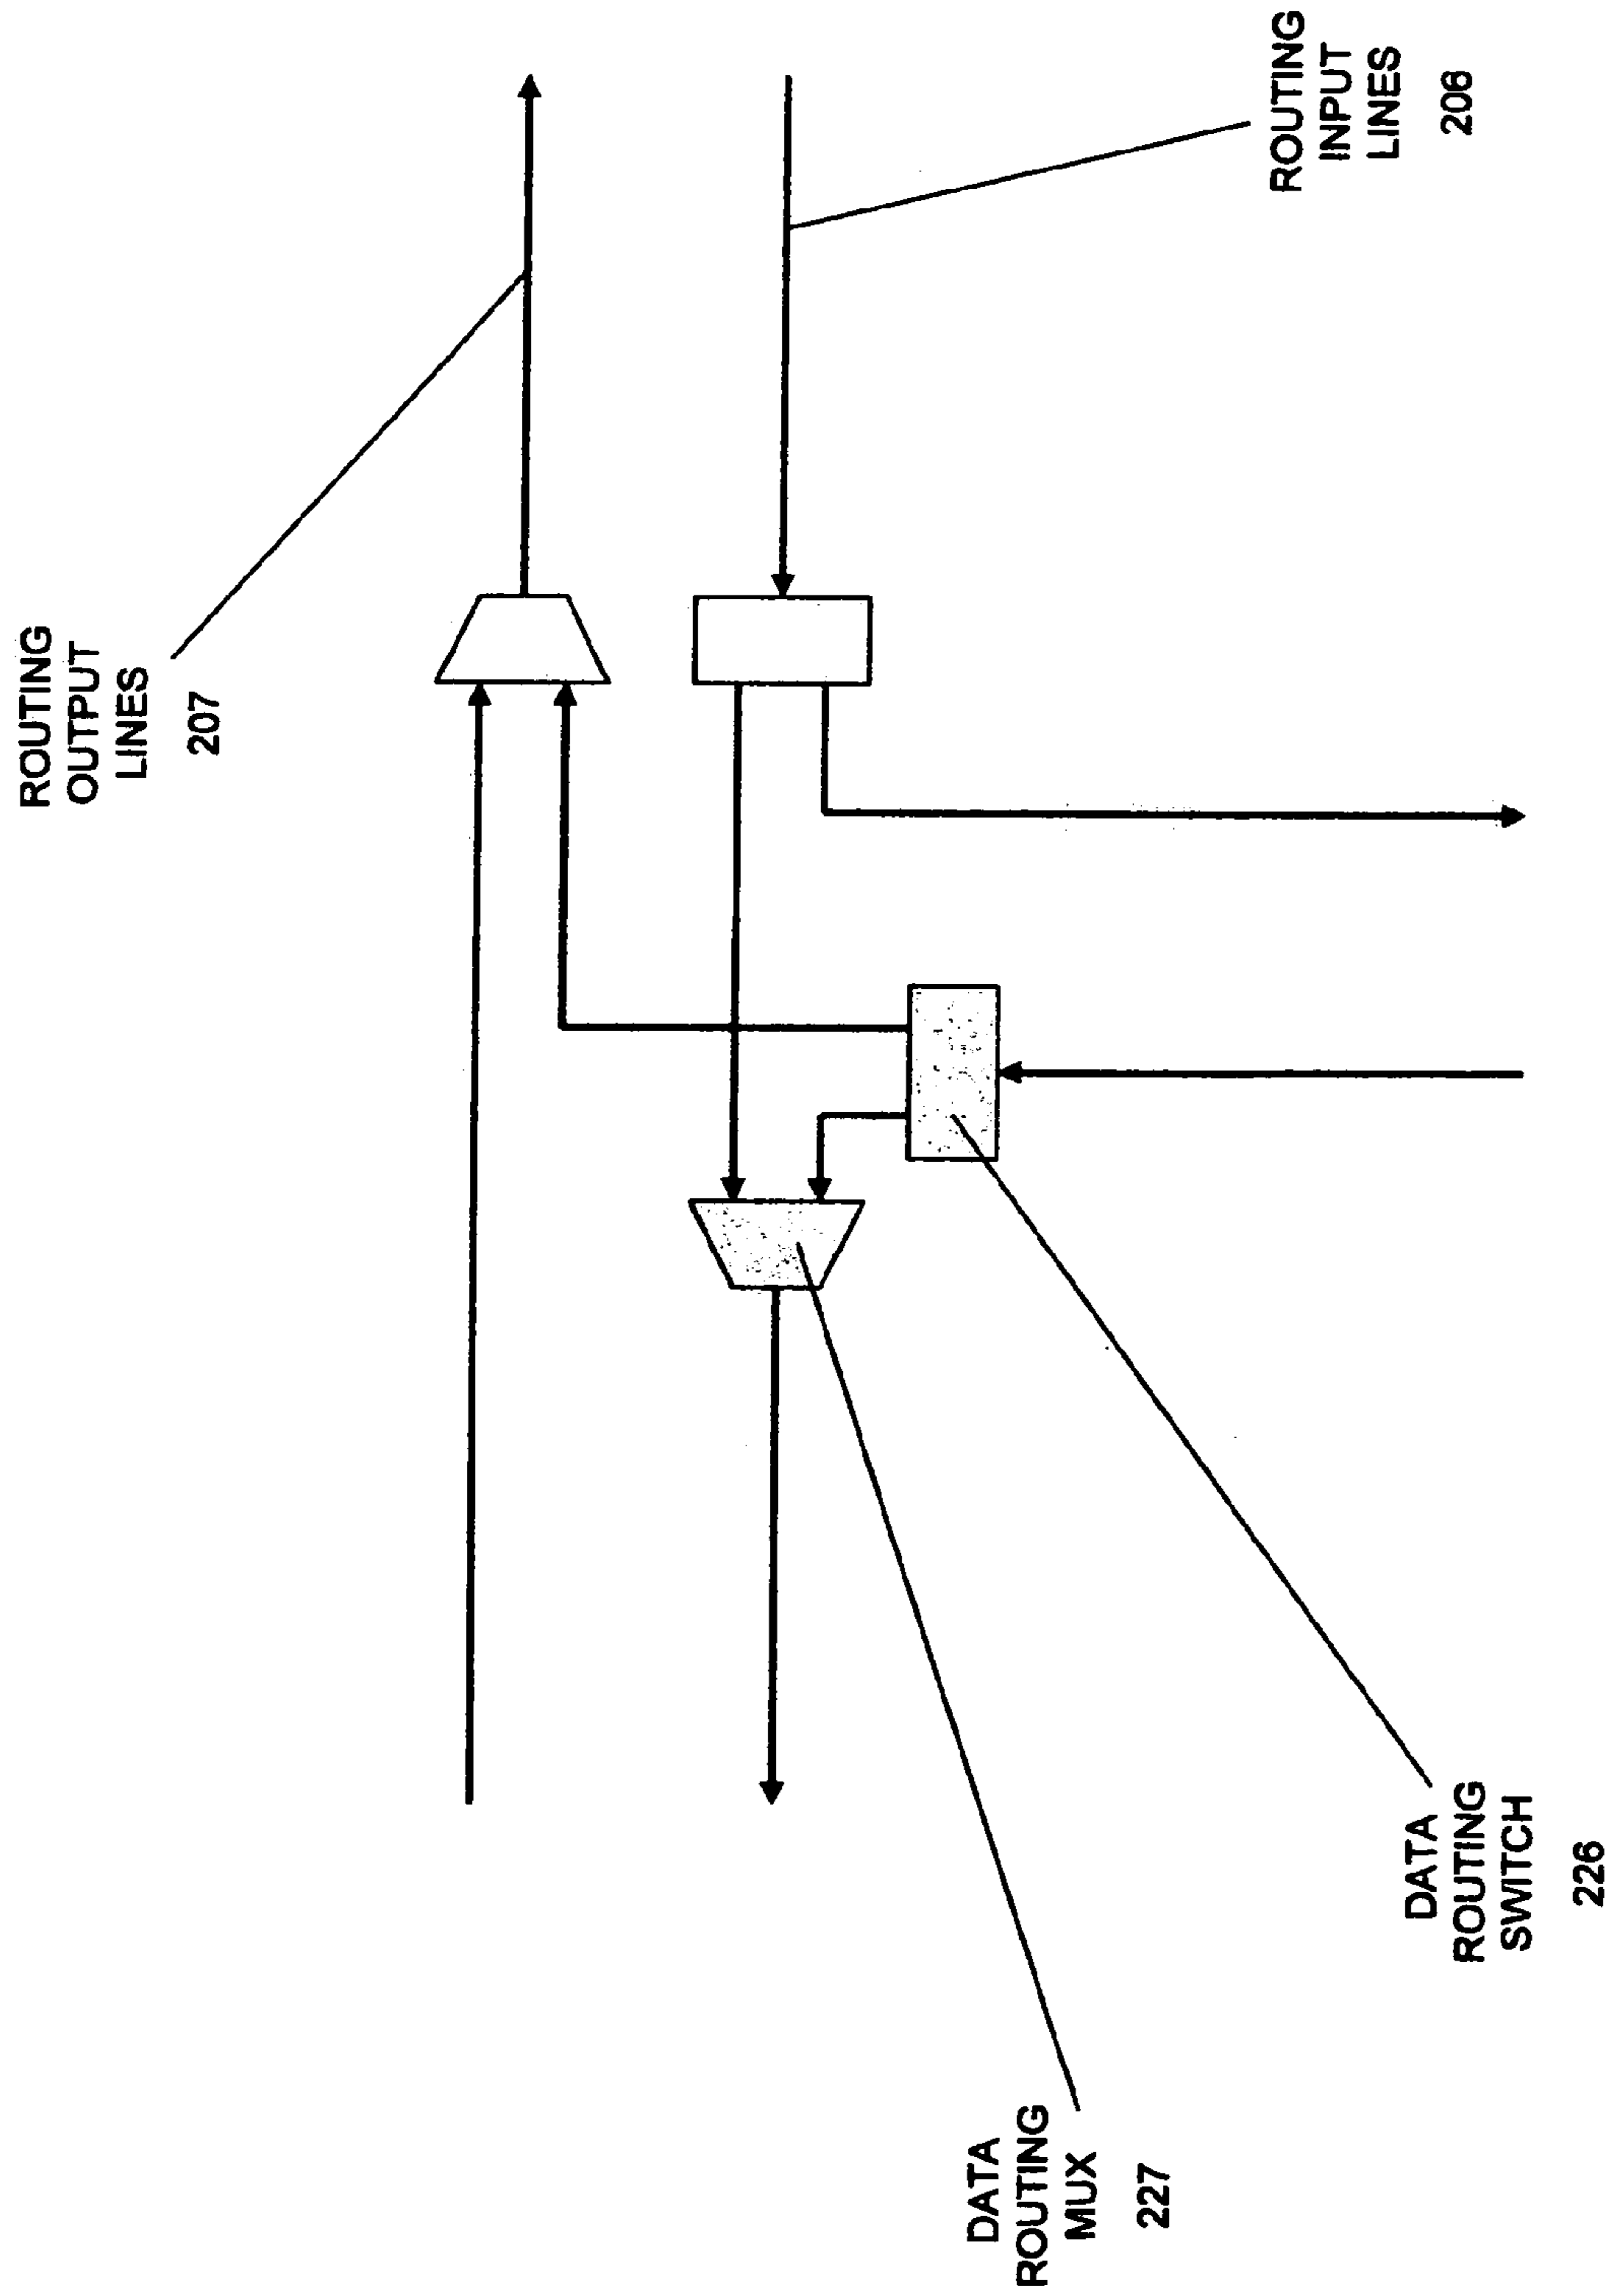 ROUTING
OUTPUT
LINES
207
DATA
ROUTING
MUX
227
ROUTING
INPUT
LINES
206
DATA
ROUTING
SWITCH
226